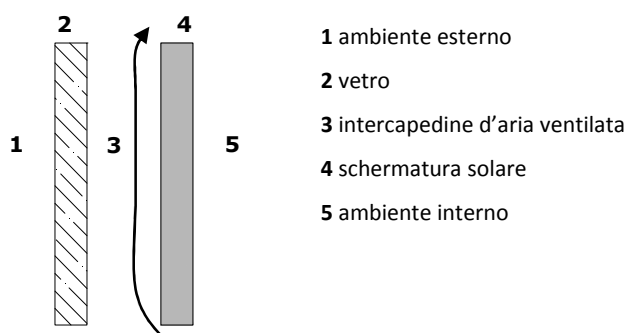 2 4
1 3 5
1 ambiente esterno
2 vetro
3 intercapedine d'aria ventilata
4 schermatura solare
5 ambiente interno